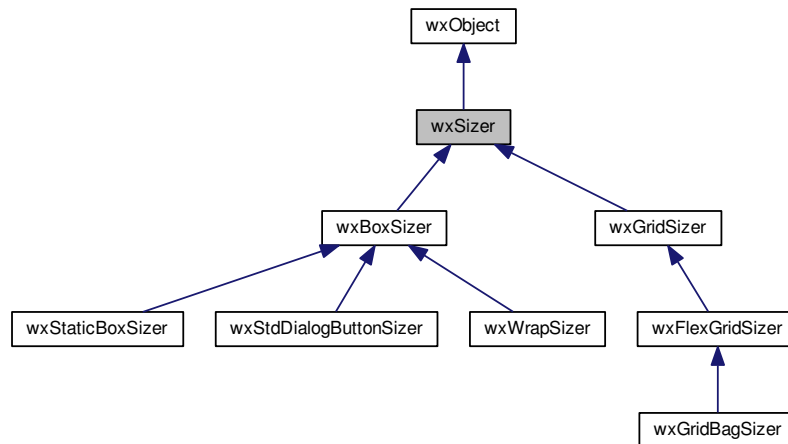 wxObject
wxSizer
wxBoxSizer
wxGridSizer
wxStaticBoxSizer
wxStdDialogButtonSizer
wxWrapSizer
wxFlexGridSizer
wxGridBagSizer